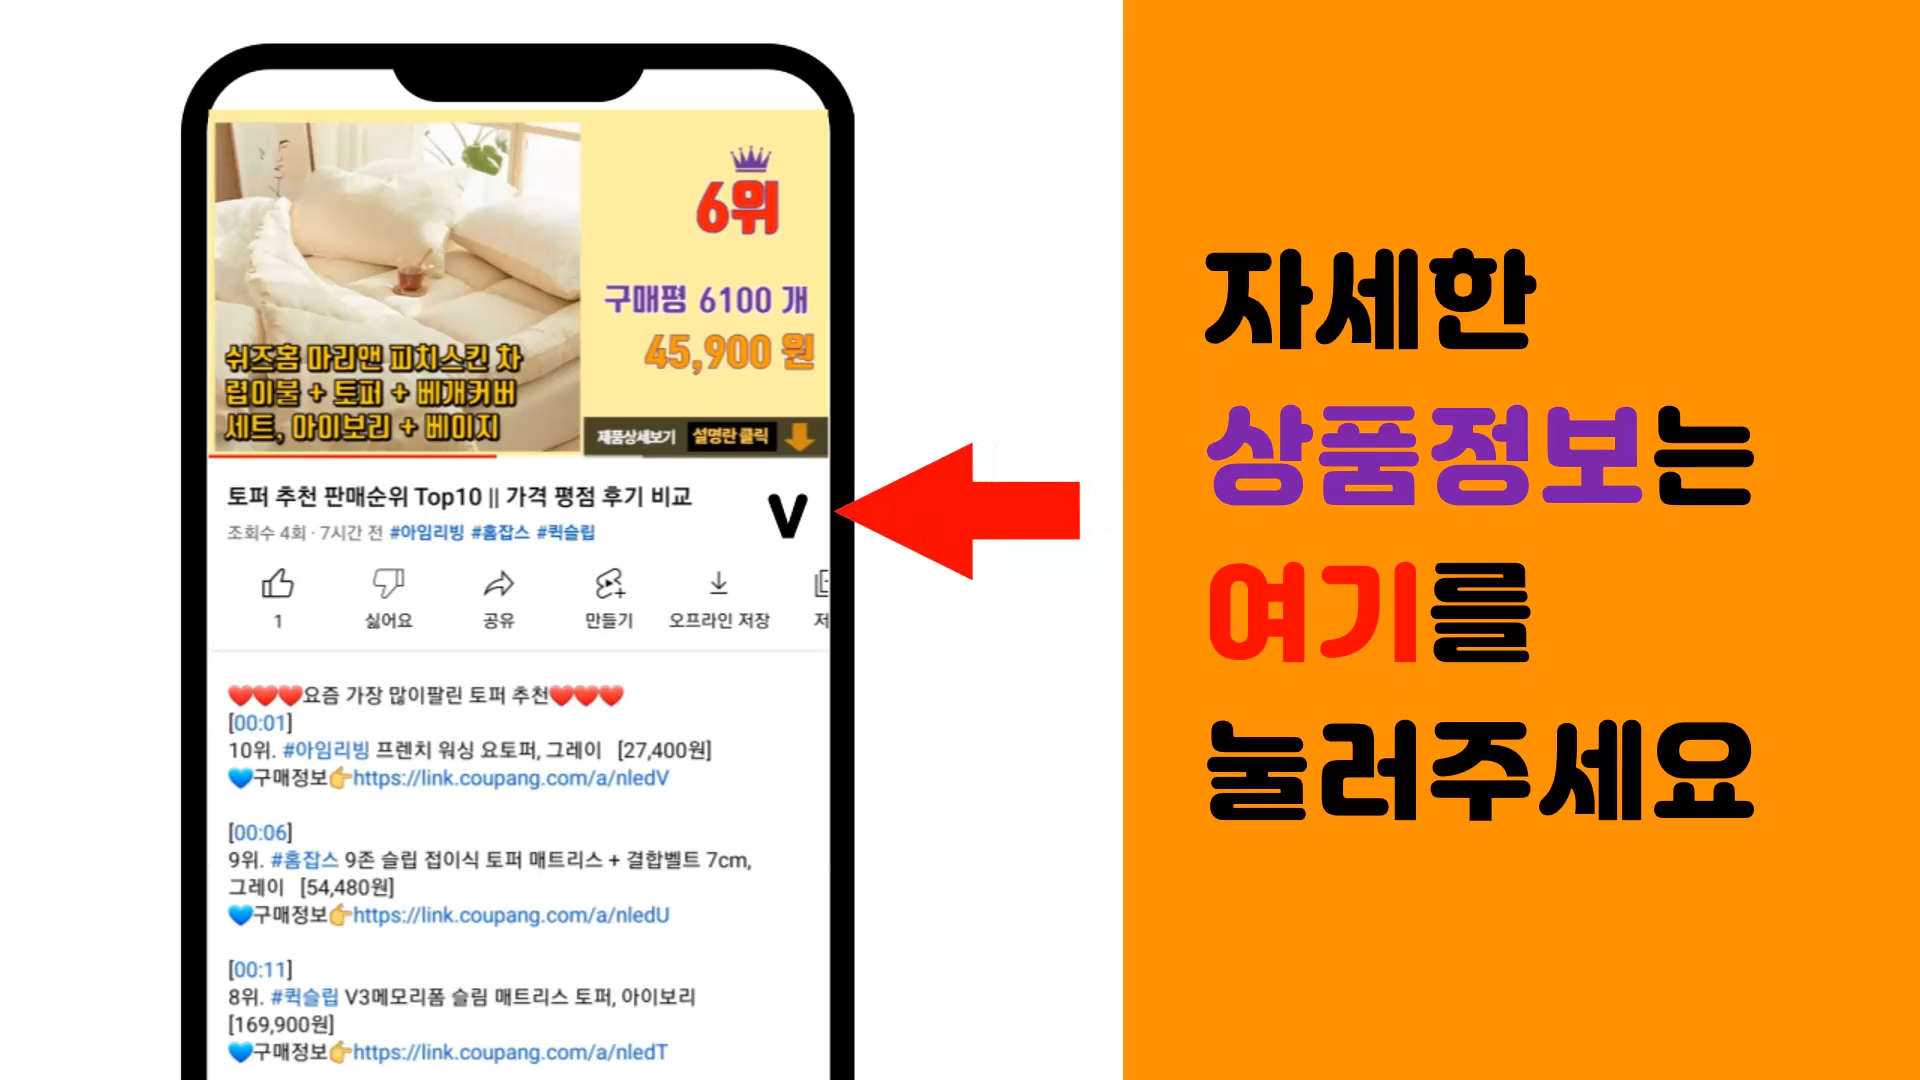 6위
구매평 6100 개
45,900 원
쉬즈홈 마리앤 피치스킨 차
렵이불 + 토퍼 + 베개커버
세트, 아이보리 + 베이지
제품상세보기 설명란 클릭
토퍼 추천 판매순위 Top10 || 가격 평점 후기 비교
조회수 4회 · 7시간 전 #아임리빙 #홈잡스 #퀵슬립
V
1 싫어요 공유 만들기 오프라인 저장 저
❤️❤️❤️요즘 가장 많이팔린 토퍼 추천❤️❤️❤️
[00:01]
10위. #아임리빙 프렌치 워싱 요토퍼, 그레이 [27,400원]
💙구매정보👉https://link.coupang.com/a/nledV
[00:06]
9위. #홈잡스 9존 슬립 접이식 토퍼 매트리스 + 결합벨트 7cm,
그레이 [54,480원]
💙구매정보👉https://link.coupang.com/a/nledU
[00:11]
8위. #퀵슬립 V3메모리폼 슬림 매트리스 토퍼, 아이보리
[169,900원]
💙구매정보👉https://link.coupang.com/a/nledT
자세한
상품정보는
여기를
눌러주세요